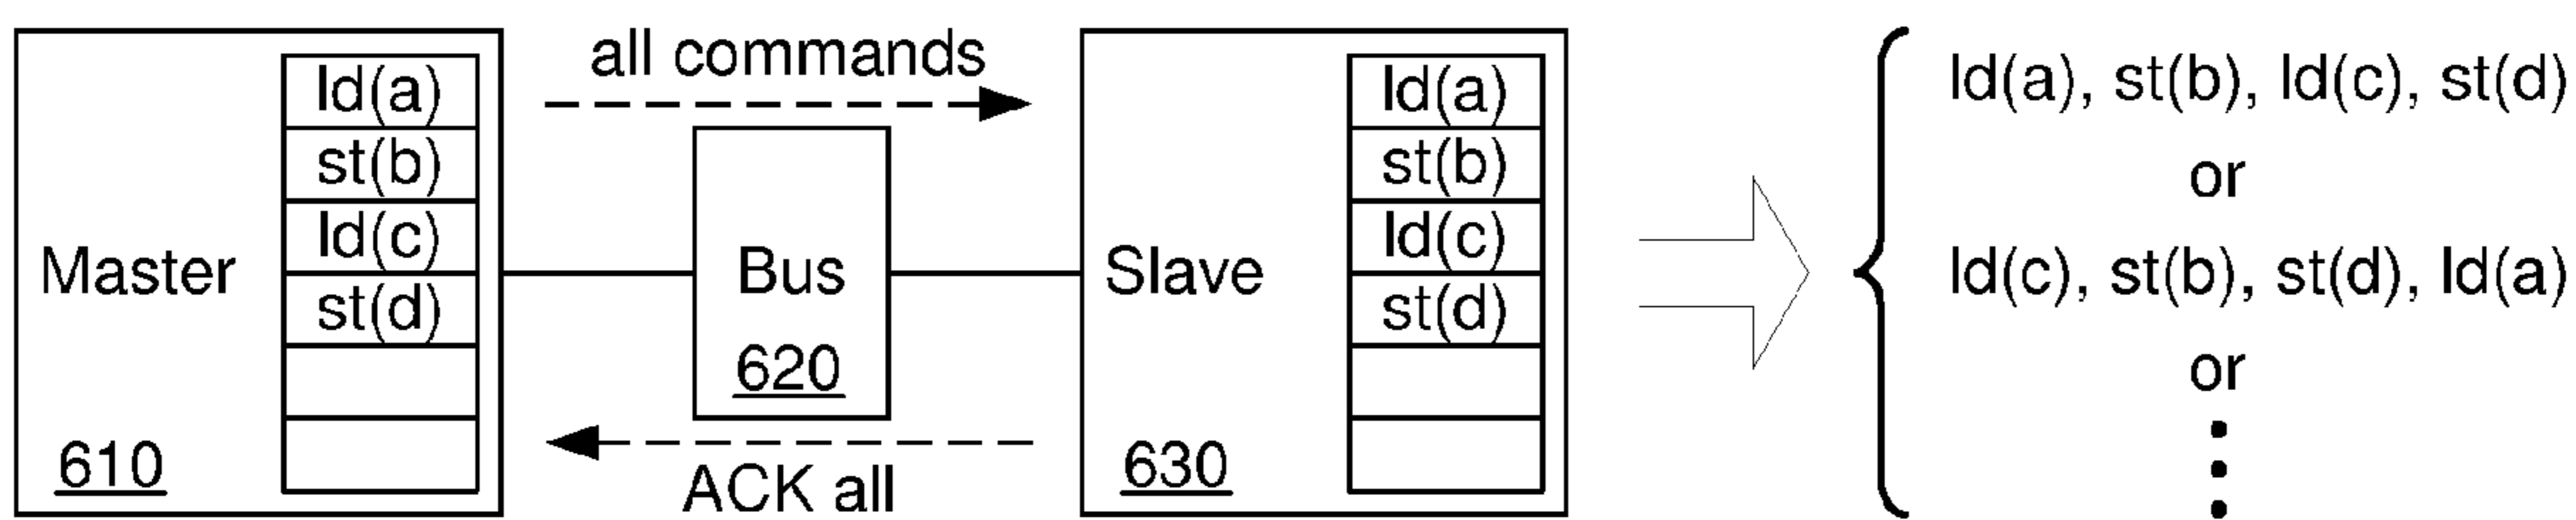 Master
610
ld(a)
st(b)
ld(c)
st(d)
all commands
Bus
620
ACK all
Slave
630
ld(a)
st(b)
ld(c)
st(d)
ld(a), st(b), ld(c), st(d)
or
ld(c), st(b), st(d), ld(a)
or